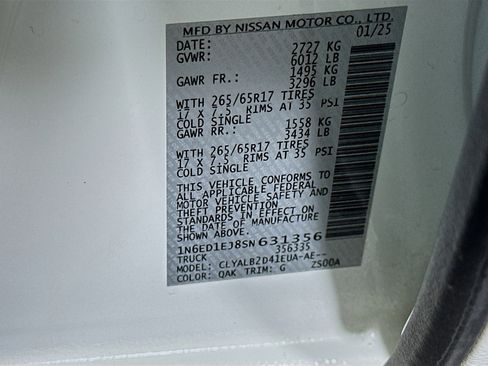 MFD BY NISSAN MOTOR CO., LTD.
DATE: 01/25
GVWR: 2727 KG
6012 LB
GAWR FR.: 1495 KG
3296 LB
WITH 265/65R17 TIRES
17 X 7.5 RIMS AT 35 PSI
COLD SINGLE
GAWR RR.: 1558 KG
3434 LB
WITH 265/65R17 TIRES
17 X 7.5 RIMS AT 35 PSI
COLD SINGLE
THIS VEHICLE CONFORMS TO
ALL APPLICABLE FEDERAL
MOTOR VEHICLE SAFETY AND
THEFT PREVENTION
STANDARDS IN EFFECT ON
THE DATE OF MANUFACTURE
1N6ED1EJ8SN631356
TRUCK 356335
MODEL: CLYALBZD41EUA-AE--
COLOR: QAK TRIM: G ZS00A